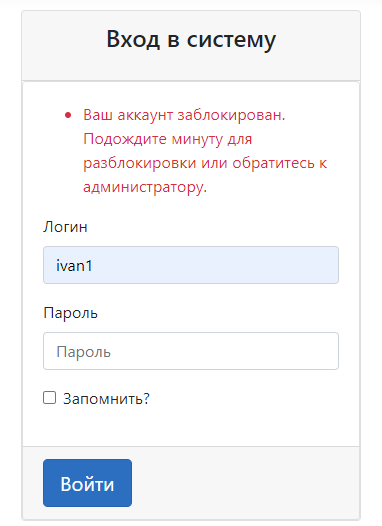 Вход в систему
Ваш аккаунт заблокирован.
Подождите минуту для
разблокировки или обратитесь к
администратору.
Логин
ivan1
Пароль
Пароль
Запомнить?
Войти